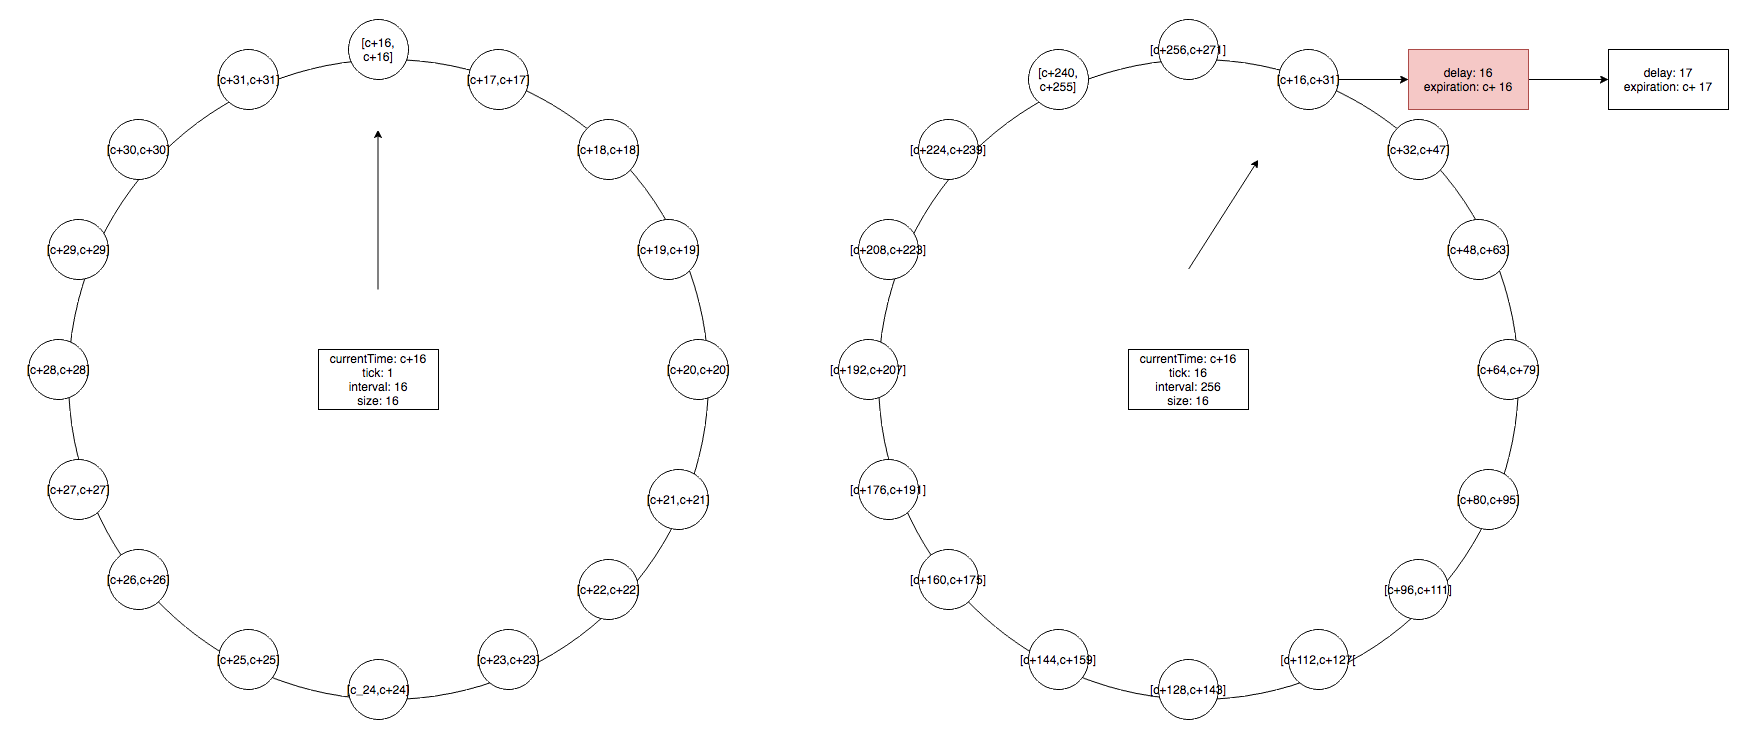 [c+16,
c+16]
[c+17,c+17]
[c+18,c+18]
[c+19,c+19]
[c+20,c+20]
[c+21,c+21]
[c+22,c+22]
[c+23,c+23]
[c_24,c+24]
[c+25,c+25]
[c+26,c+26]
[c+27,c+27]
[c+28,c+28]
[c+29,c+29]
[c+30,c+30]
[c+31,c+31]
currentTime: c+16
tick: 1
interval: 16
size: 16
[c+256,c+271]
[c+16,c+31]
[c+32,c+47]
[c+48,c+63]
[c+64,c+79]
[c+80,c+95]
[c+96,c+111]
[c+112,c+127[
[c+128,c+143]
[c+144,c+159]
[c+160,c+175]
[c+176,c+191]
[c+192,c+207]
[c+208,c+223]
[c+224,c+239]
[c+240,
c+255]
currentTime: c+16
tick: 16
interval: 256
size: 16
delay: 16
expiration: c+ 16
delay: 17
expiration: c+ 17